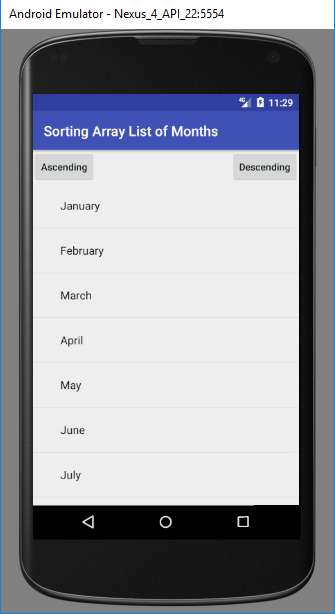 Android Emulator - Nexus_4_API_22:5554
4G 11:29
Sorting Array List of Months
Ascending Descending
January
February
March
April
May
June
July